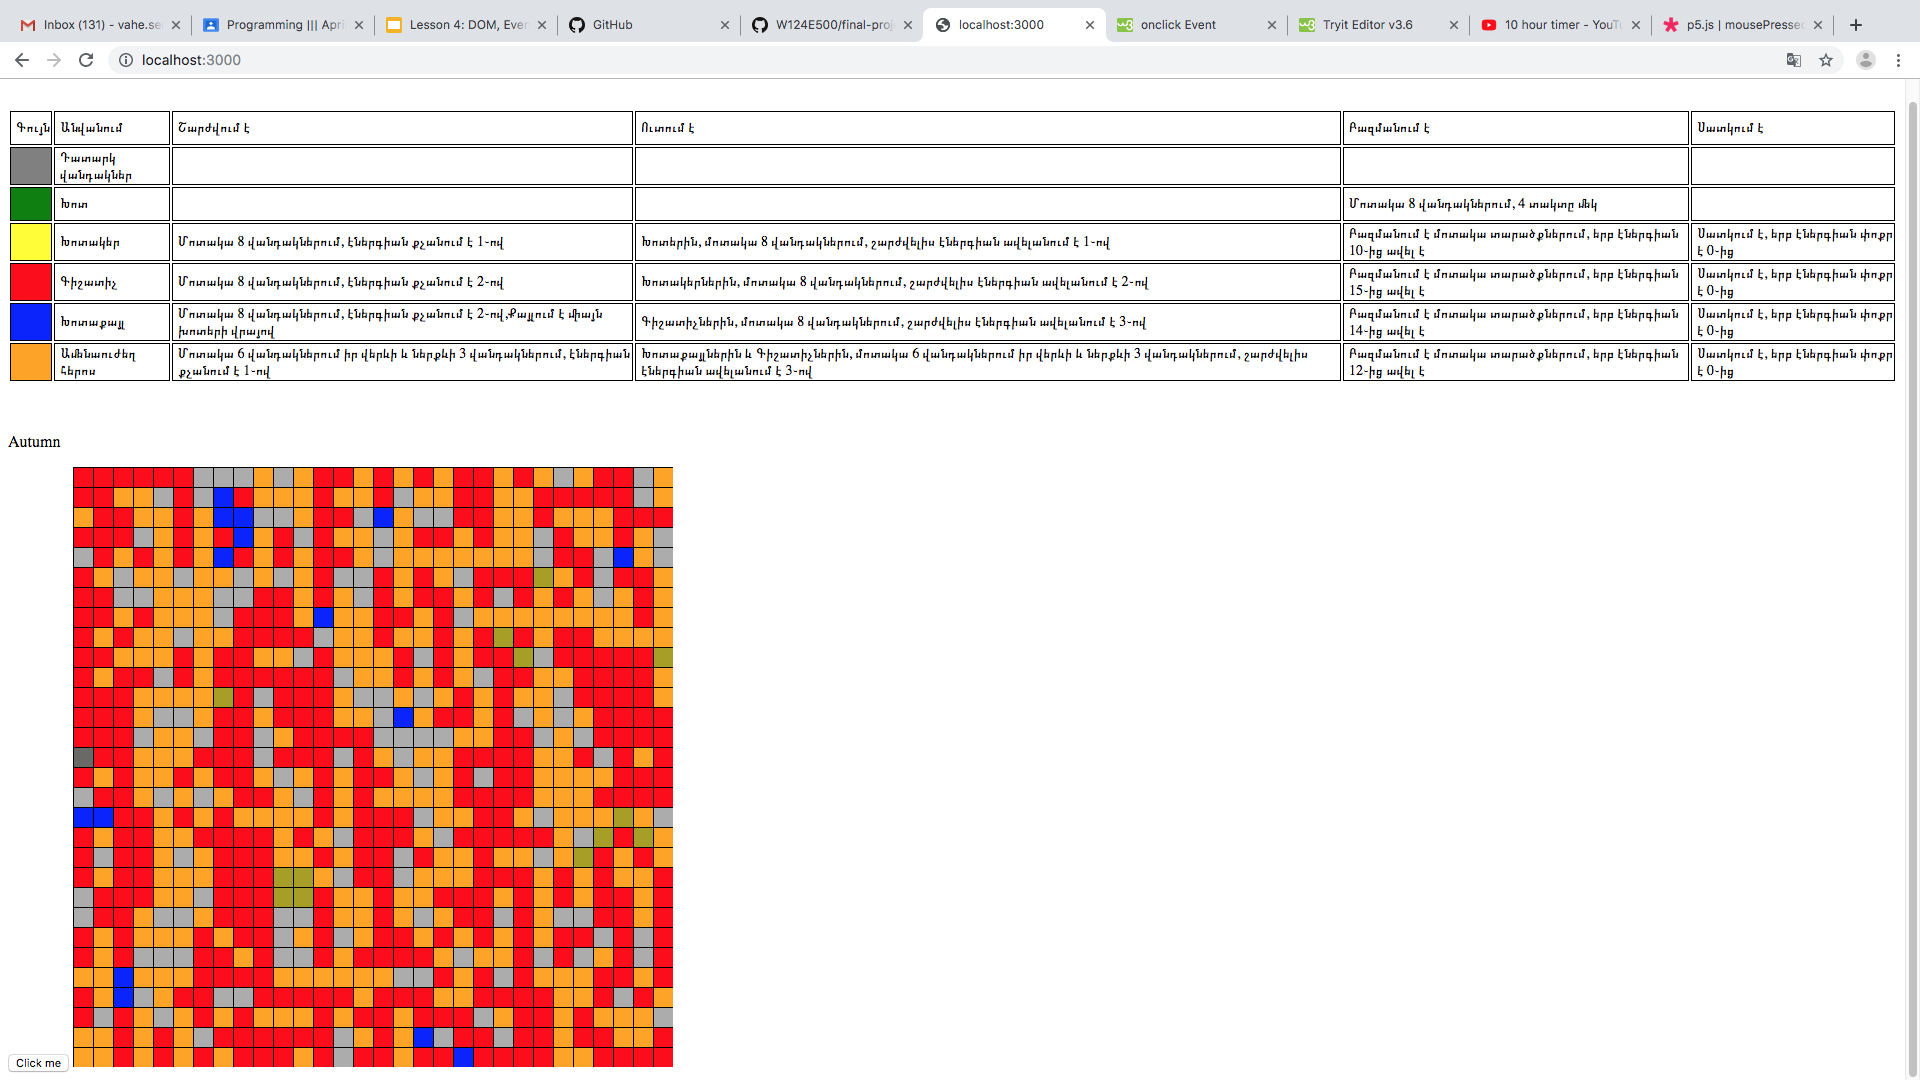 Inbox (131) - vahe.se
Programming ||| Apri
Lesson 4: DOM, Ever
GitHub
W124E500/final-proj
localhost:3000
onclick Event
Tryit Editor v3.6
10 hour timer - YouTu
p5.js | mousePresse
localhost:3000
Գույն Անվանում Շարժվում է Ուտում է Բազմանում է Սատկում է
Դատարկ
վանդակներ
Խոտ Մոտակա 8 վանդակներում, 4 տակտը մեկ
Խոտակեր Մոտակա 8 վանդակներում, էներգիան քչանում է 1-ով Խոտերին, մոտակա 8 վանդակներում, շարժվելիս էներգիան ավելանում է 1-ով Բազմանում է մոտակա տարածքներում, երբ էներգիան Սատկում է, երբ էներգիան փոքր
10-ից ավել է է 0-ից
Գիշատիչ Մոտակա 8 վանդակներում, էներգիան քչանում է 2-ով Խոտակերներին, մոտակա 8 վանդակներում, շարժվելիս էներգիան ավելանում է 2-ով Բազմանում է մոտակա տարածքներում, երբ էներգիան Սատկում է, երբ էներգիան փոքր
15-ից ավել է է 0-ից
Խոտաքայլ Մոտակա 8 վանդակներում, էներգիան քչանում է 2-ով,Քայլում է միայն Գիշատիչներին, մոտակա 8 վանդակներում, շարժվելիս էներգիան ավելանում է 3-ով Բազմանում է մոտակա տարածքներում, երբ էներգիան Սատկում է, երբ էներգիան փոքր
խոտերի վրայով 14-ից ավել է է 0-ից
Ամենաուժեղ Մոտակա 6 վանդակներում իր վերևի և ներքևի 3 վանդակներում, էներգիան Խոտաքայլներին և Գիշատիչներին, մոտակա 6 վանդակներում իր վերևի և ներքևի 3 վանդակներում, շարժվելիս Բազմանում է մոտակա տարածքներում, երբ էներգիան Սատկում է, երբ էներգիան փոքր
հերոս քչանում է 1-ով էներգիան ավելանում է 3-ով 12-ից ավել է է 0-ից
Autumn
Click me